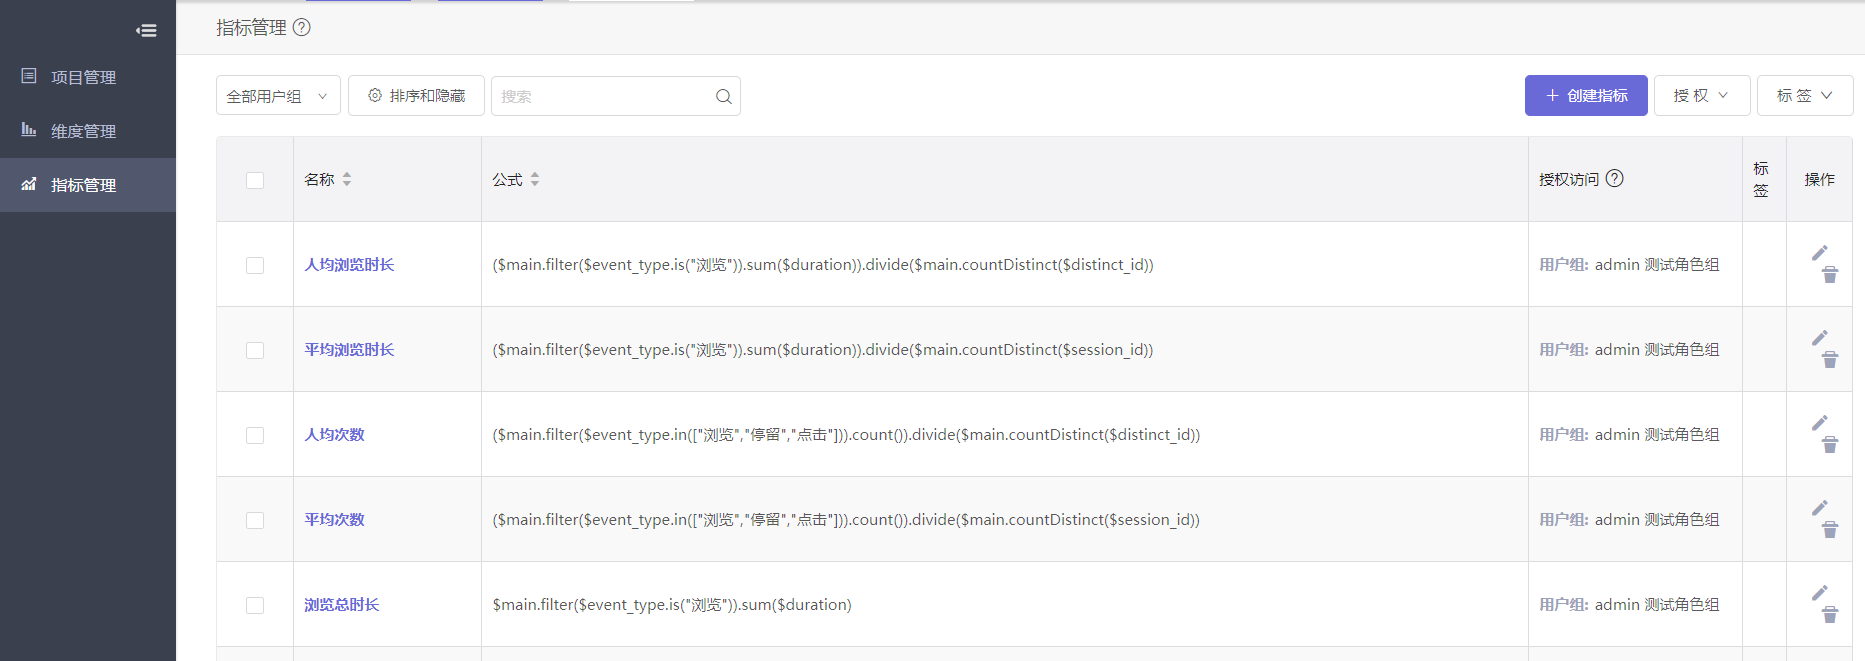 指标管理
项目管理
维度管理
指标管理
全部用户组
排序和隐藏
搜索
创建指标
授 权
标 签
名称
公式
授权访问
标
签
操作
人均浏览时长
($main.filter($event_type.is("浏览")).sum($duration)).divide($main.countDistinct($distinct_id))
用户组: admin 测试角色组
平均浏览时长
($main.filter($event_type.is("浏览")).sum($duration)).divide($main.countDistinct($session_id))
用户组: admin 测试角色组
人均次数
($main.filter($event_type.in(["浏览","停留","点击"])).count()).divide($main.countDistinct($distinct_id))
用户组: admin 测试角色组
平均次数
($main.filter($event_type.in(["浏览","停留","点击"])).count()).divide($main.countDistinct($session_id))
用户组: admin 测试角色组
浏览总时长
$main.filter($event_type.is("浏览")).sum($duration)
用户组: admin 测试角色组